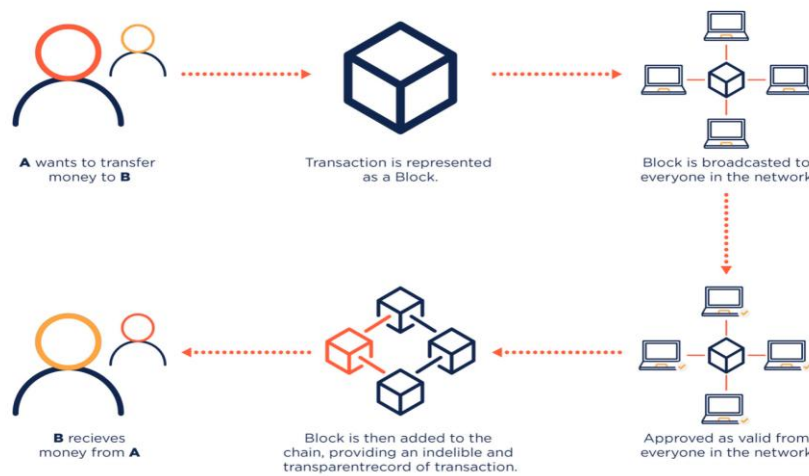 A wants to transfer
money to B
Transaction is represented
as a Block.
Block is broadcasted to
everyone in the network
B recieves
money from A
Block is then added to the
chain, providing an indelible and
transparentrecord of transaction.
Approved as valid from
everyone in the network